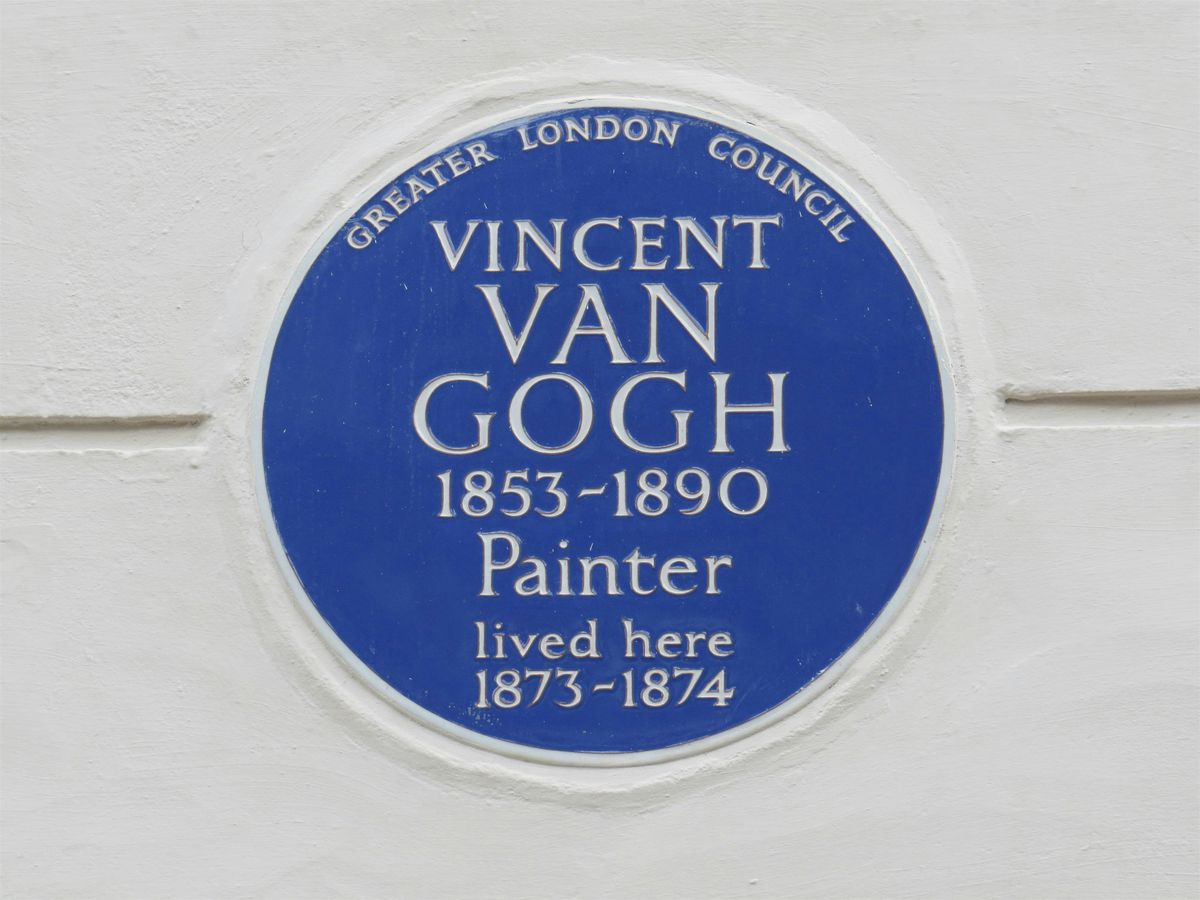 GREATER LONDON COUNCIL
VINCENT
VAN
GOGH
1853-1890
Painter
lived here
1873-1874